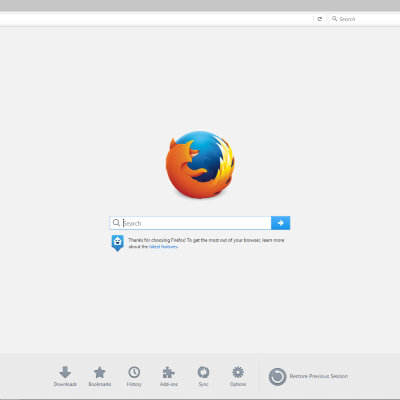 Search
Search
Thanks for choosing Firefox! To get the most out of your browser, learn more
about the latest features.
Downloads
Bookmarks
History
Add-ons
Sync
Options
Restore Previous Session